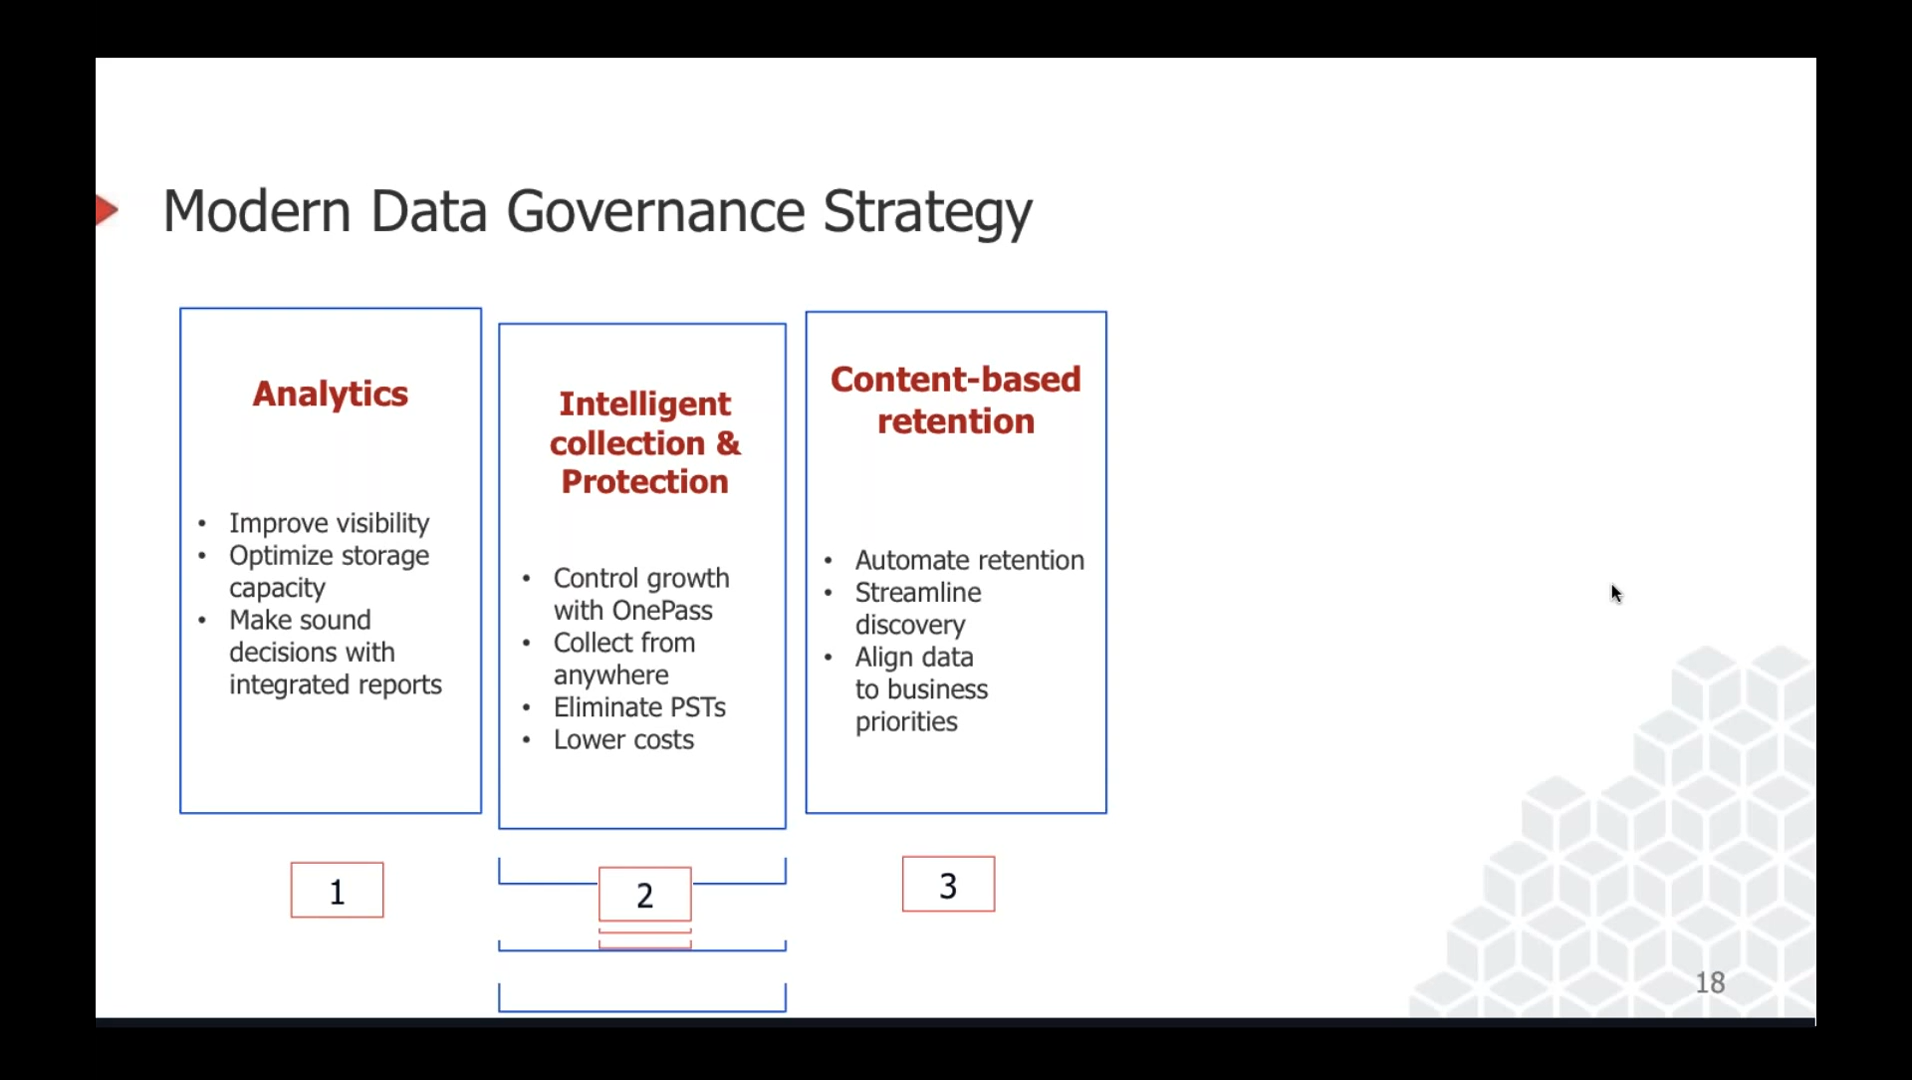 Modern Data Governance Strategy
Analytics
• Improve visibility
• Optimize storage
capacity
• Make sound
decisions with
integrated reports
1
Intelligent
collection &
Protection
• Control growth
with OnePass
• Collect from
anywhere
• Eliminate PSTs
• Lower costs
2
Content-based
retention
• Automate retention
• Streamline
discovery
• Align data
to business
priorities
3
18